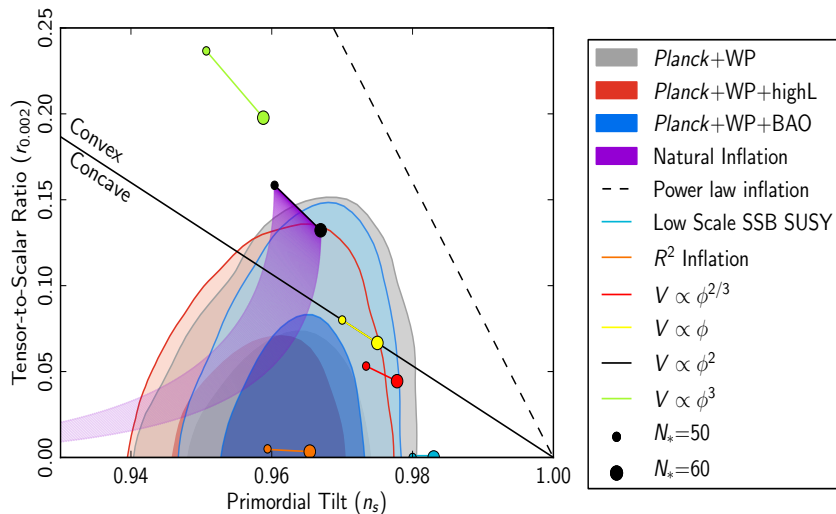 Tensor-to-Scalar Ratio (r0.002)
0.25
0.20
0.15
0.10
0.05
0.00
Convex
Concave
0.94
0.96
0.98
1.00
Primordial Tilt (ns)
Planck+WP
Planck+WP+highL
Planck+WP+BAO
Natural Inflation
Power law inflation
Low Scale SSB SUSY
R² Inflation
V ∝ ϕ²/³
V ∝ ϕ
V ∝ ϕ²
V ∝ ϕ³
N*=50
N*=60